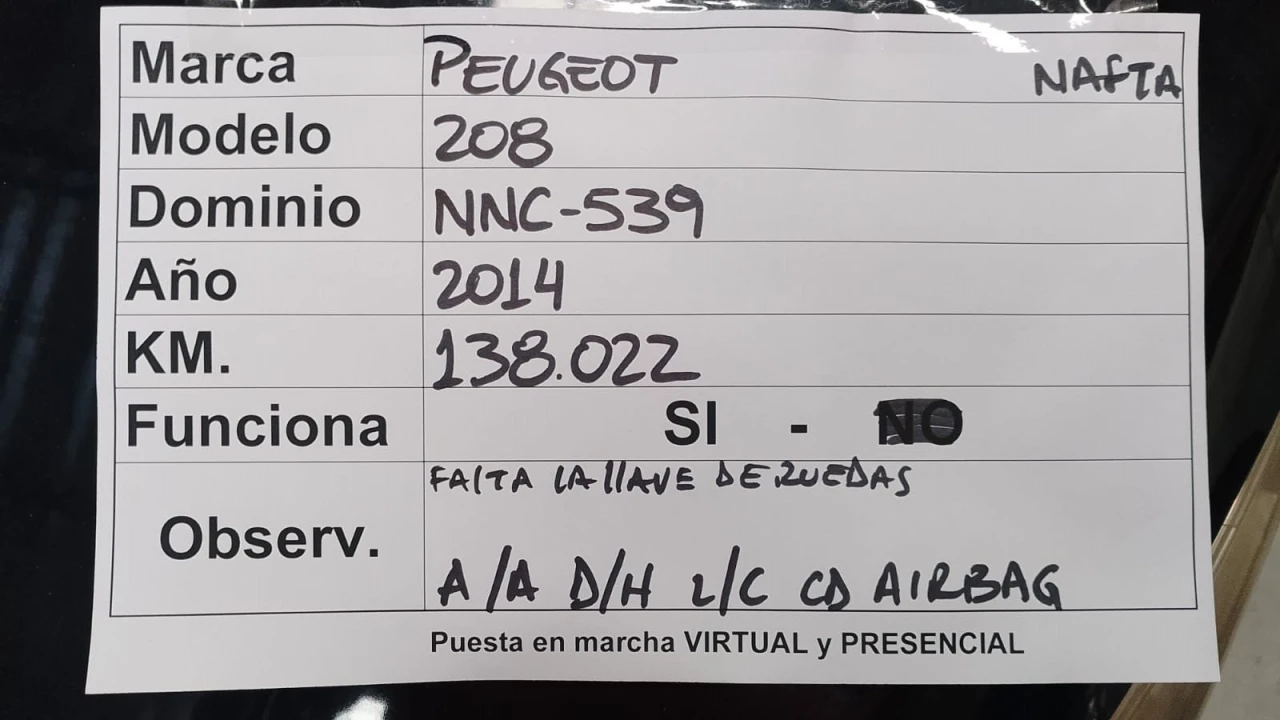 Marca PEUGEOT NAFTA
Modelo 208
Dominio NNC-539
Año 2014
KM. 138.022
Funciona SI - NO
Observ. FALTA LA LLAVE DE RUEDAS
A/A D/H L/C CD AIRBAG
Puesta en marcha VIRTUAL y PRESENCIAL